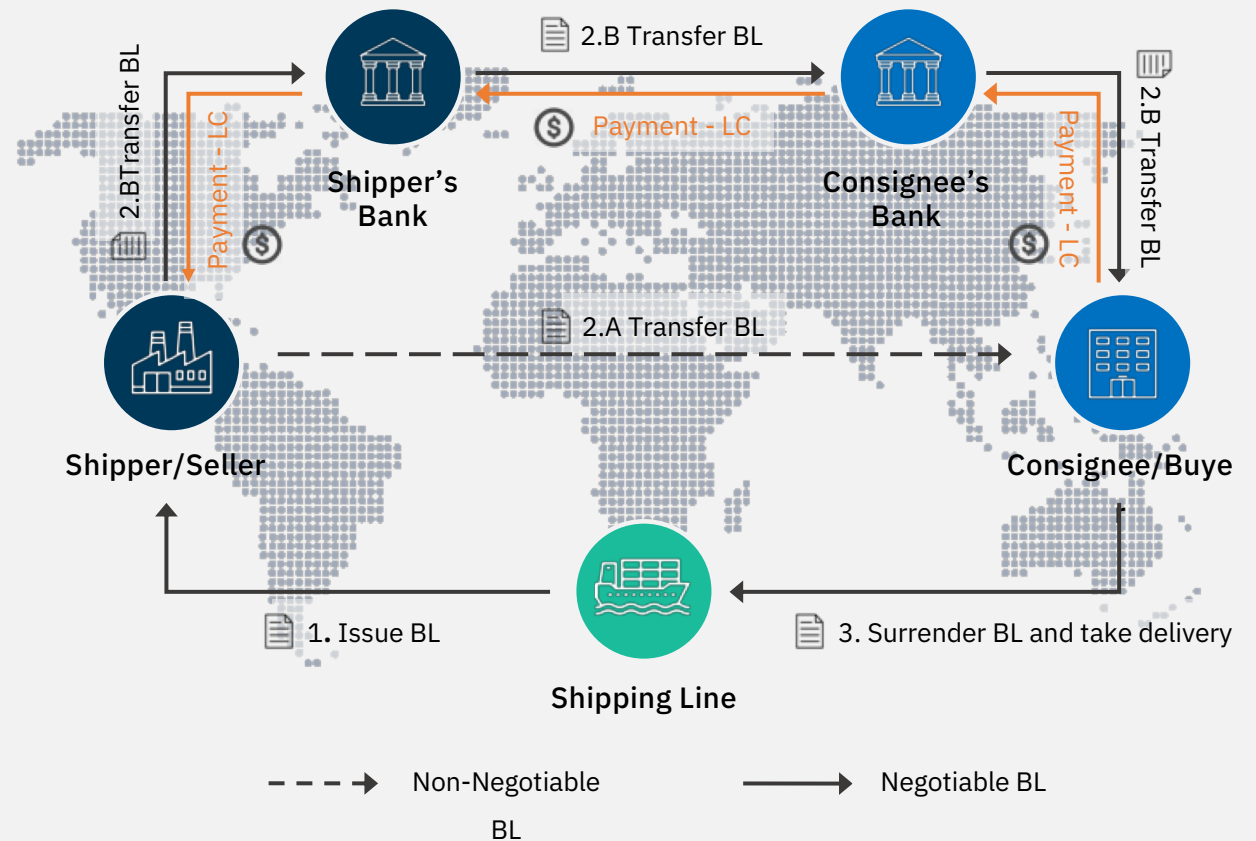 2.B Transfer BL
2.BTransfer BL
Payment - LC
Payment - LC
Payment - LC
2.B Transfer BL
Shipper's
Bank
Consignee's
Bank
2.A Transfer BL
Shipper/Seller
Consignee/Buye
r
1. Issue BL
3. Surrender BL and take delivery
Shipping Line
Non-Negotiable
BL
Negotiable BL